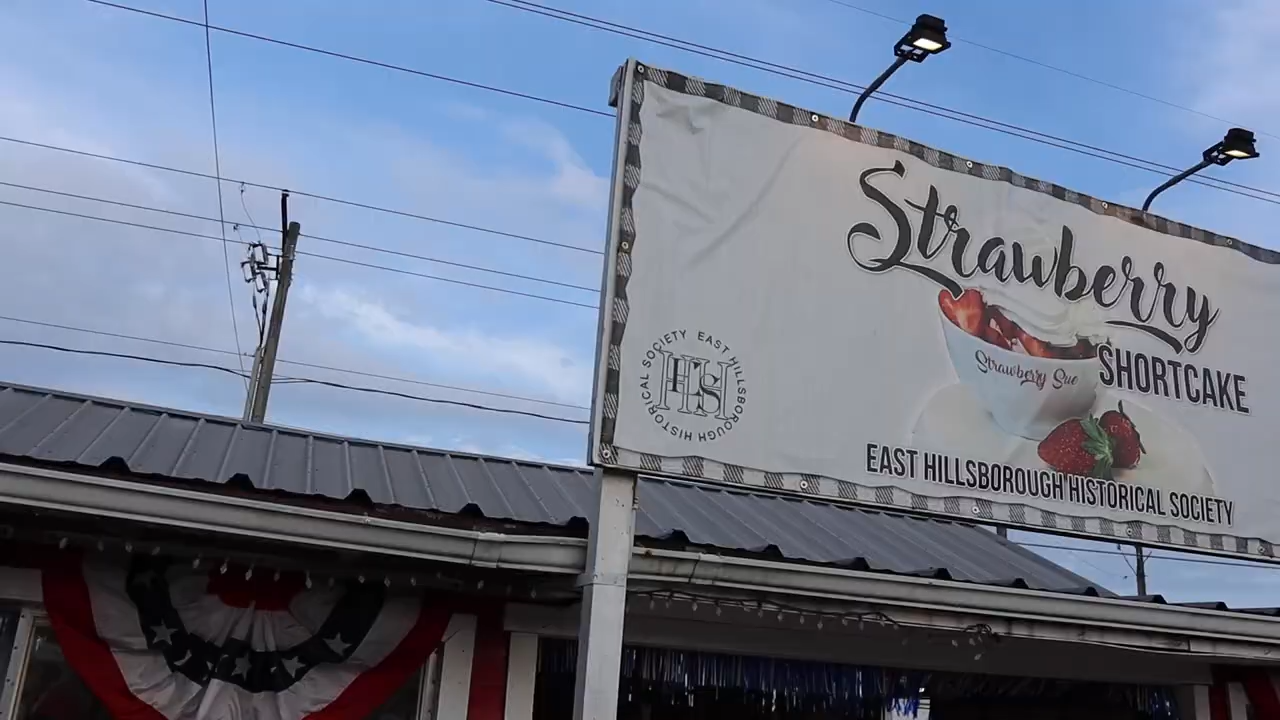 Strawberry
SHORTCAKE
Strawberry Sue
EAST HILLSBOROUGH HISTORICAL SOCIETY
EAST HILLSBOROUGH HISTORICAL SOCIETY
EHHS